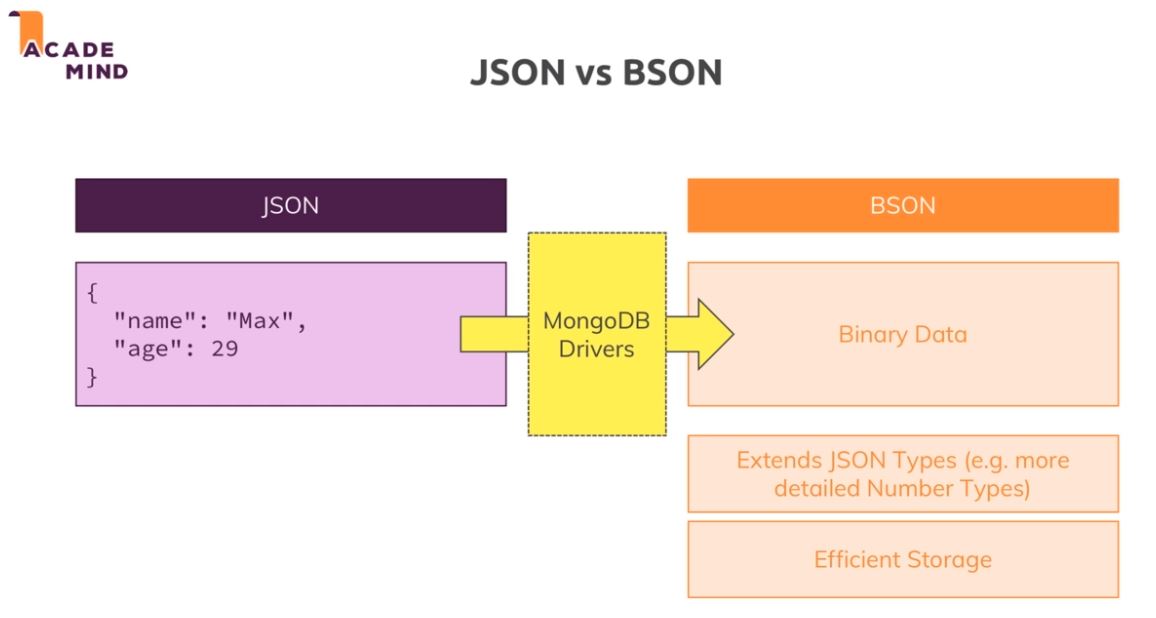 ACADE
MIND
JSON vs BSON
JSON
BSON
{
"name": "Max",
"age": 29
}
MongoDB
Drivers
Binary Data
Extends JSON Types (e.g. more
detailed Number Types)
Efficient Storage